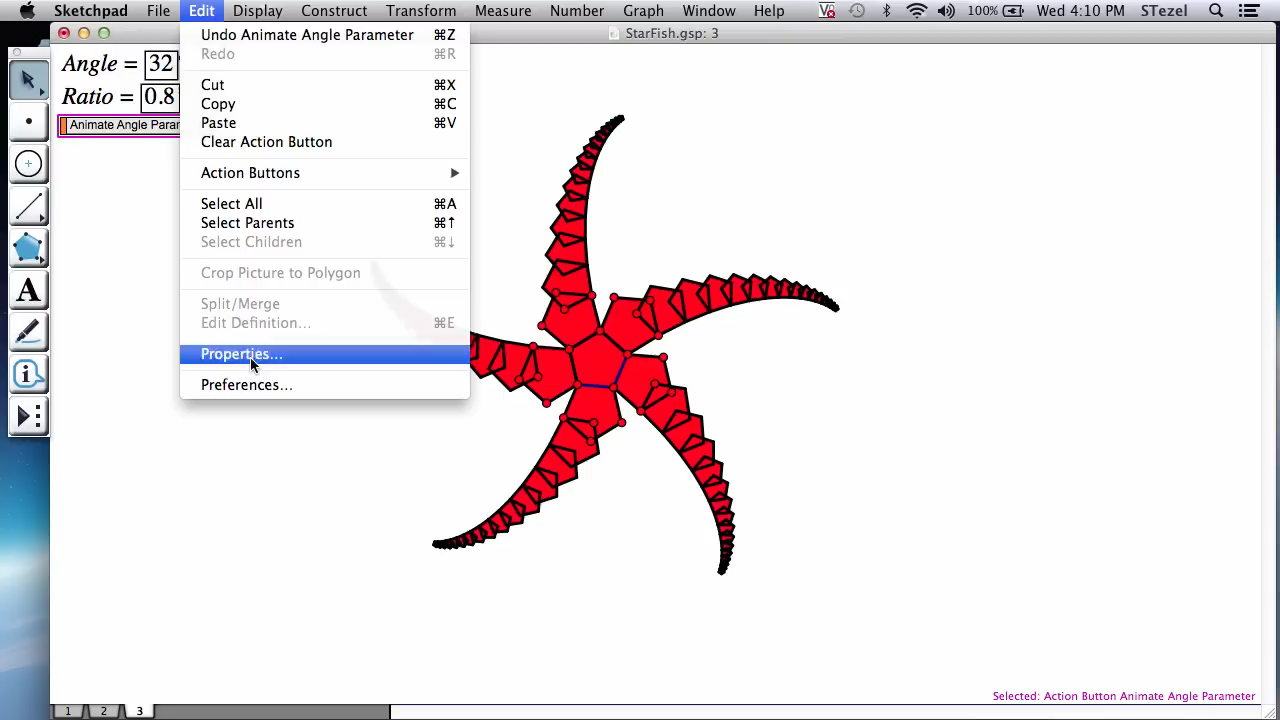 Sketchpad File Edit Display Construct Transform Measure Number Graph Window Help 100% Wed 4:10 PM STezel
StarFish.gsp: 3
Angle = 32
Ratio = 0.8
Animate Angle Param
Undo Animate Angle Parameter ⌘Z
Redo ⌘R
Cut ⌘X
Copy ⌘C
Paste ⌘V
Clear Action Button
Action Buttons
Select All ⌘A
Select Parents ⌘↑
Select Children ⌘↓
Crop Picture to Polygon
Split/Merge
Edit Definition... ⌘E
Properties...
Preferences...
A
Selected: Action Button Animate Angle Parameter
1 2 3